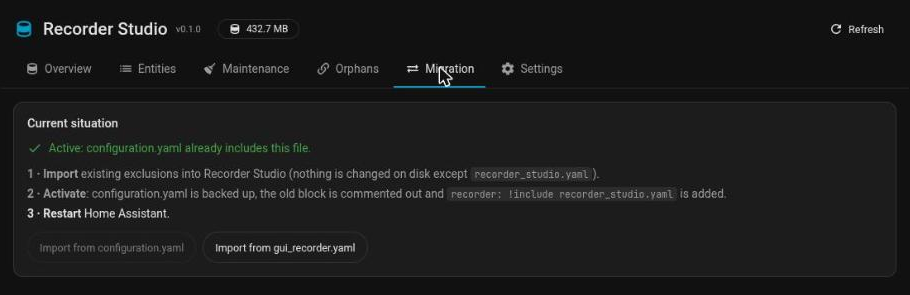 Recorder Studio v0.1.0 432.7 MB Refresh
Overview Entities Maintenance Orphans Migration Settings
Current situation
Active: configuration.yaml already includes this file.
1 · Import existing exclusions into Recorder Studio (nothing is changed on disk except recorder_studio.yaml).
2 · Activate: configuration.yaml is backed up, the old block is commented out and recorder: !include recorder_studio.yaml is added.
3 · Restart Home Assistant.
Import from configuration.yaml Import from gui_recorder.yaml